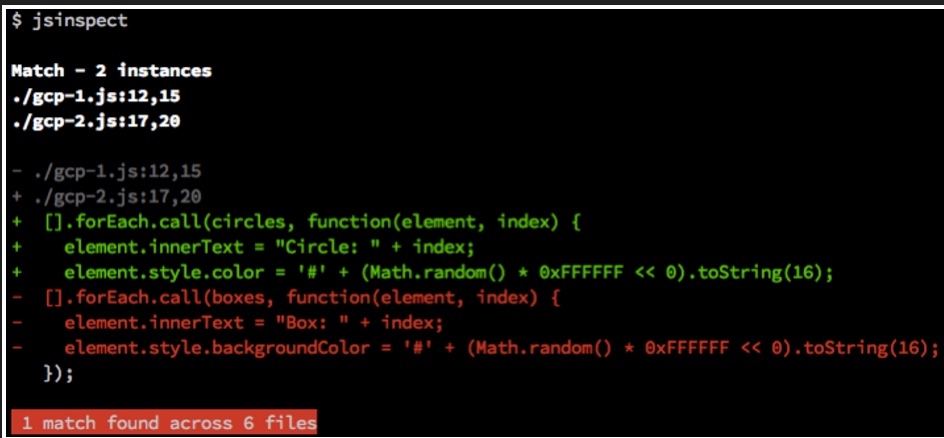 $ jsinspect
Match - 2 instances
./gcp-1.js:12,15
./gcp-2.js:17,20
- ./gcp-1.js:12,15
+ ./gcp-2.js:17,20
+  [].forEach.call(circles, function(element, index) {
+    element.innerText = "Circle: " + index;
+    element.style.color = '#' + (Math.random() * 0xFFFFFF << 0).toString(16);
-  [].forEach.call(boxes, function(element, index) {
-    element.innerText = "Box: " + index;
-    element.style.backgroundColor = '#' + (Math.random() * 0xFFFFFF << 0).toString(16);
   });
1 match found across 6 files